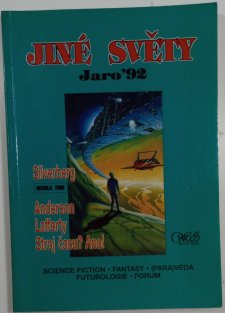 JINÉ SVĚTY
Jaro '92
Silverberg
Anderson
Lafferty
Stroj času? Ano!
SCIENCE FICTION • FANTASY • (PARA)VĚDA
FUTUROLOGIE • FORUM